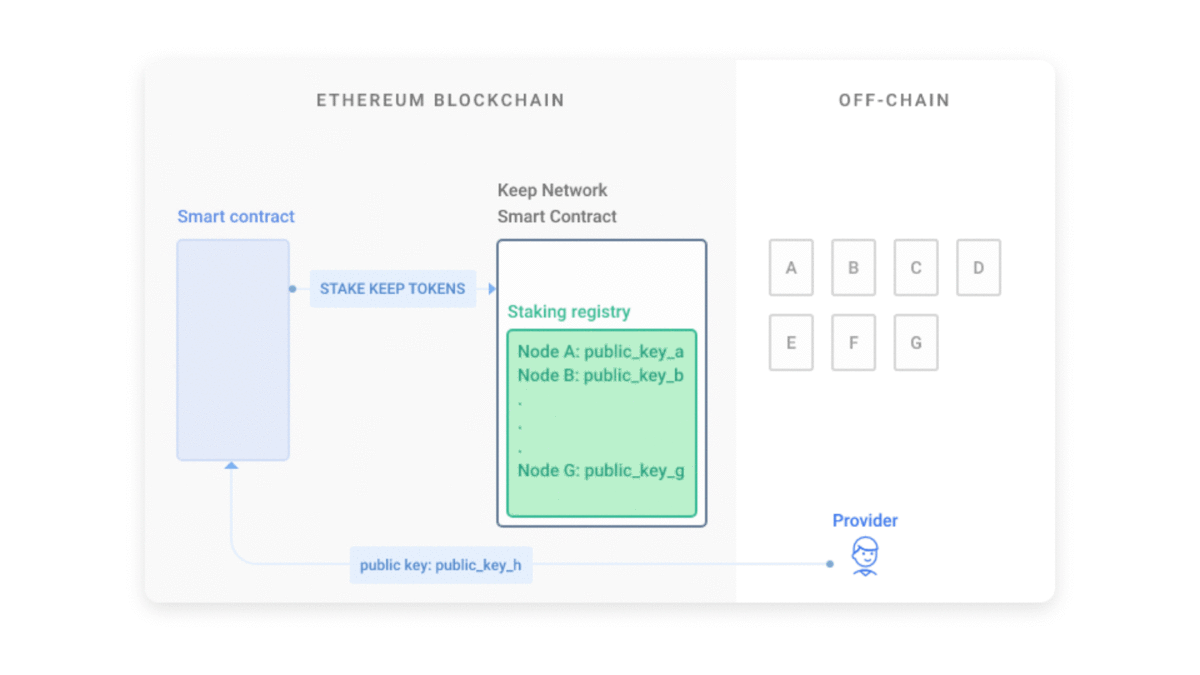 ETHEREUM BLOCKCHAIN
OFF-CHAIN
Keep Network
Smart Contract
Smart contract
STAKE KEEP TOKENS
Staking registry
Node A: public_key_a
Node B: public_key_b
.
.
.
Node G: public_key_g
A B C D
E F G
Provider
public key: public_key_h